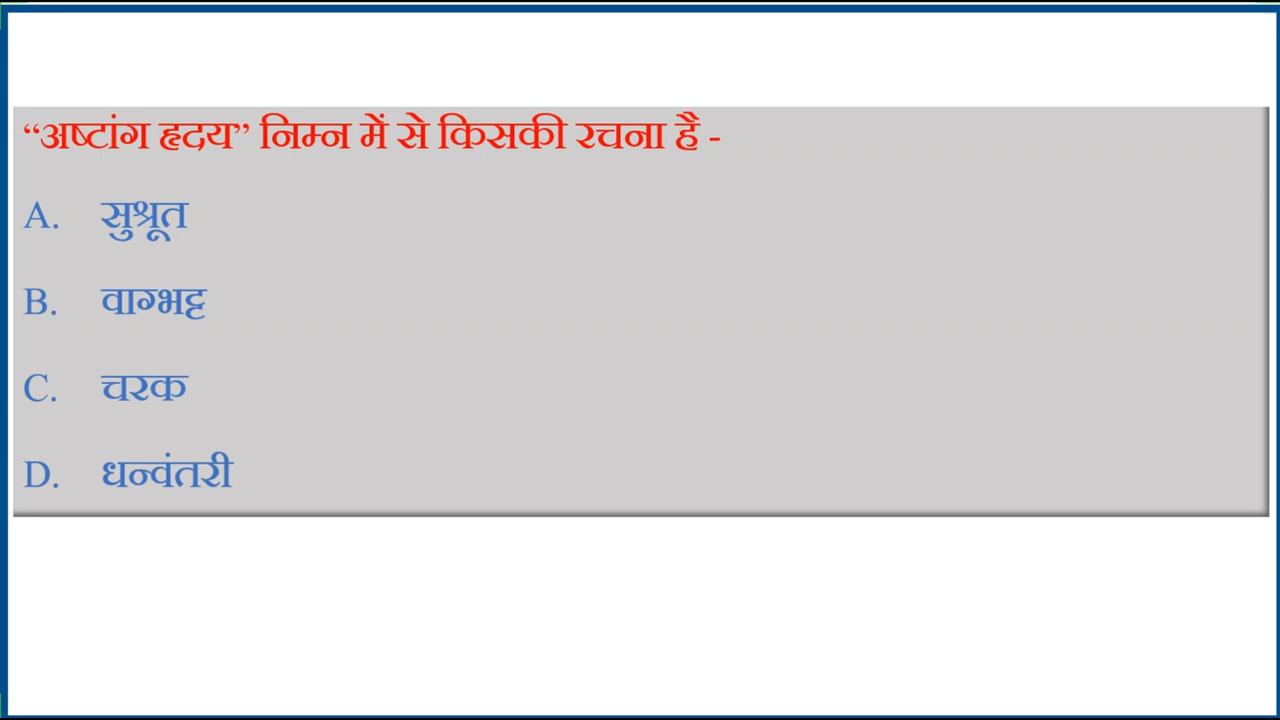 “अष्टांग हृदय” निम्न में से किसकी रचना है -
A. सुश्रूत
B. वाग्भट्ट
C. चरक
D. धन्वंतरी